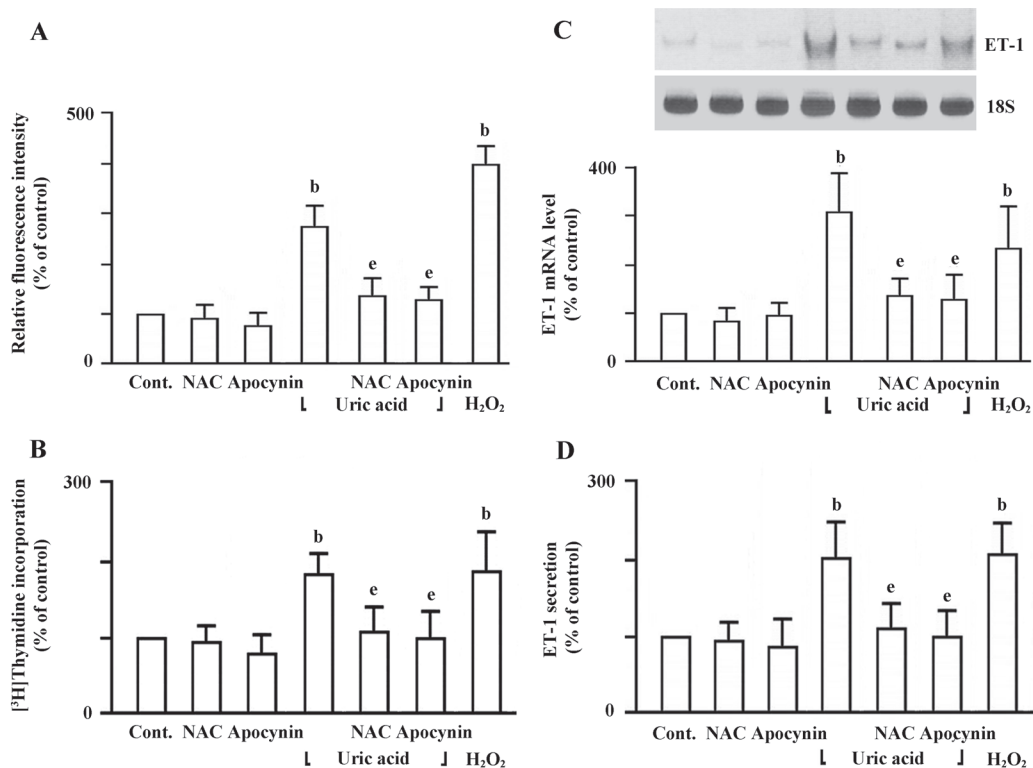 A
Relative fluorescence intensity
(% of control)
500
0
b
e
e
b
Cont. NAC Apocynin NAC Apocynin
Uric acid H₂O₂
B
[³H]Thymidine incorporation
(% of control)
300
0
b
e
e
b
Cont. NAC Apocynin NAC Apocynin
Uric acid H₂O₂
C
ET-1
18S
ET-1 mRNA level
(% of control)
400
0
b
e
e
b
Cont. NAC Apocynin NAC Apocynin
Uric acid H₂O₂
D
ET-1 secretion
(% of control)
300
0
b
e
e
b
Cont. NAC Apocynin NAC Apocynin
Uric acid H₂O₂